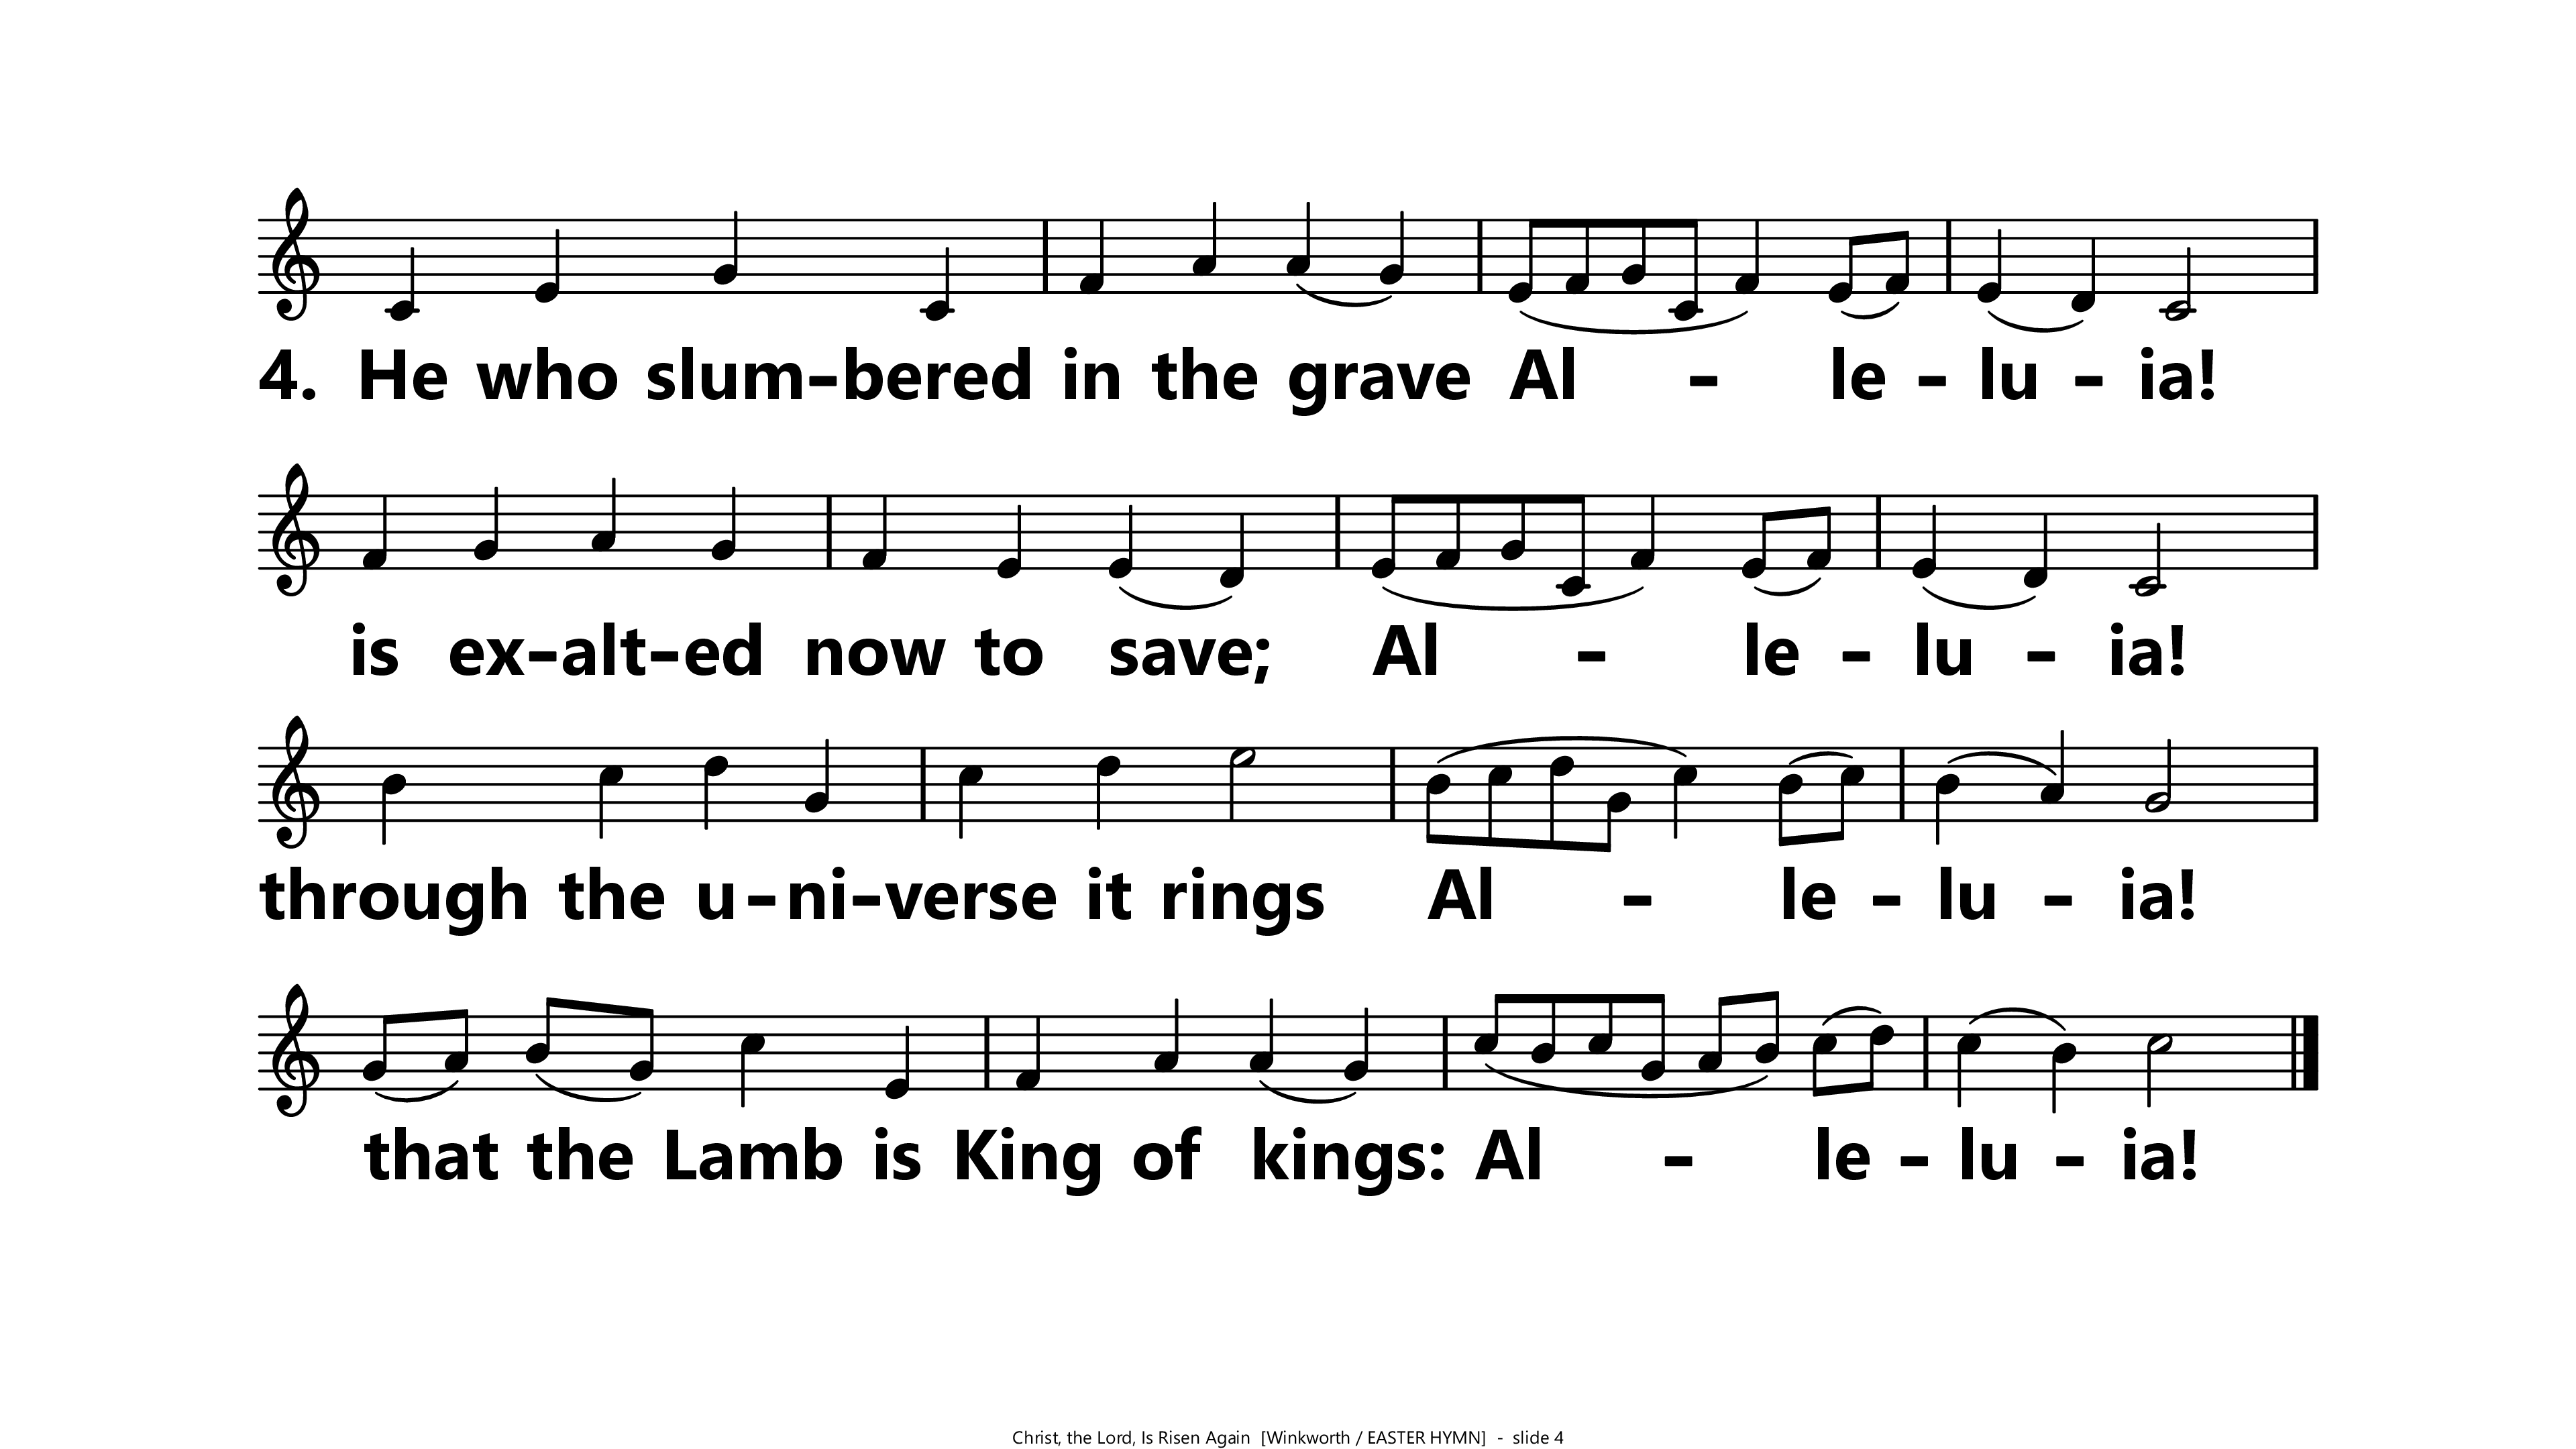 4. He who slum-bered in the grave Al - le - lu - ia!
is ex-alt-ed now to save; Al - le - lu - ia!
through the u-ni-verse it rings Al - le - lu - ia!
that the Lamb is King of kings: Al - le - lu - ia!
Christ, the Lord, Is Risen Again [Winkworth / EASTER HYMN] - slide 4